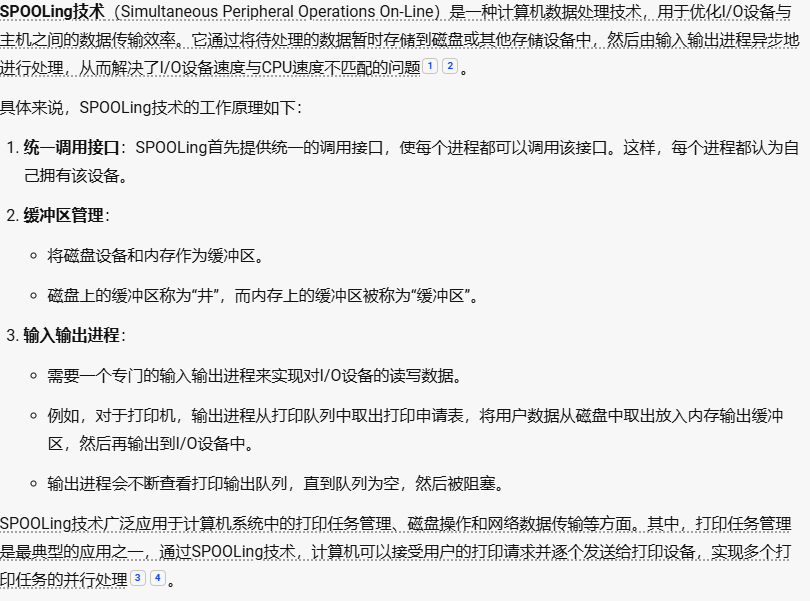 SPOOLing技术（Simultaneous Peripheral Operations On-Line）是一种计算机数据处理技术，用于优化I/O设备与
主机之间的数据传输效率。它通过将待处理的数据暂时存储到磁盘或其他存储设备中，然后由输入输出进程异步地
进行处理，从而解决了I/O设备速度与CPU速度不匹配的问题 1 2 。
具体来说，SPOOLing技术的工作原理如下：
1. 统一调用接口：SPOOLing首先提供统一的调用接口，使每个进程都可以调用该接口。这样，每个进程都认为自
己拥有该设备。
2. 缓冲区管理：
将磁盘设备和内存作为缓冲区。
磁盘上的缓冲区称为“井”，而内存上的缓冲区被称为“缓冲区”。
3. 输入输出进程：
需要一个专门的输入输出进程来实现对I/O设备的读写数据。
例如，对于打印机，输出进程从打印队列中取出打印申请表，将用户数据从磁盘中取出放入内存输出缓冲
区，然后再输出到I/O设备中。
输出进程会不断查看打印输出队列，直到队列为空，然后被阻塞。
SPOOLing技术广泛应用于计算机系统中的打印任务管理、磁盘操作和网络数据传输等方面。其中，打印任务管理
是最典型的应用之一，通过SPOOLing技术，计算机可以接受用户的打印请求并逐个发送给打印设备，实现多个打
印任务的并行处理 3 4 。